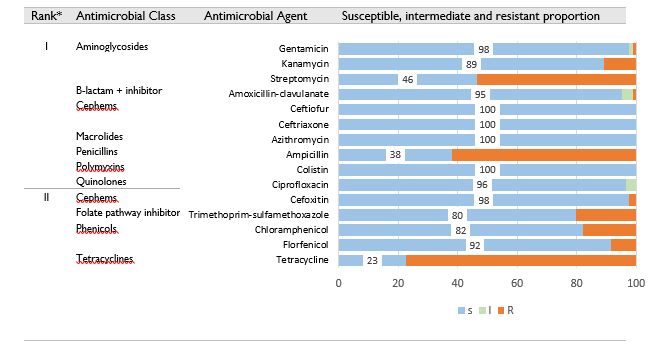 Rank* Antimicrobial Class Antimicrobial Agent Susceptible, intermediate and resistant proportion
I Aminoglycosides Gentamicin 98
Kanamycin 89
Streptomycin 46
B-lactam + inhibitor Amoxicillin-clavulanate 95
Cephems Ceftiofur 100
Ceftriaxone 100
Macrolides Azithromycin 100
Penicillins Ampicillin 38
Polymyxins Colistin 100
Quinolones Ciprofloxacin 96
II Cephems Cefoxitin 98
Folate pathway inhibitor Trimethoprim-sulfamethoxazole 80
Phenicols Chloramphenicol 82
Florfenicol 92
Tetracyclines Tetracycline 23
0 20 40 60 80 100
s I R